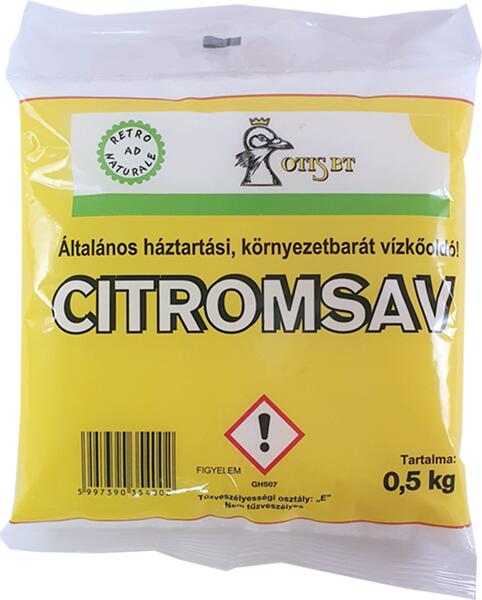 RETRO
AD
NATURALE
OTIS BT
Általános háztartási, környezetbarát vízkőoldó!
CITROMSAV
FIGYELEM
GHS07
Tartalma:
0,5 kg
Tűzveszélyességi osztály: „E"
Nem tűzveszélyes